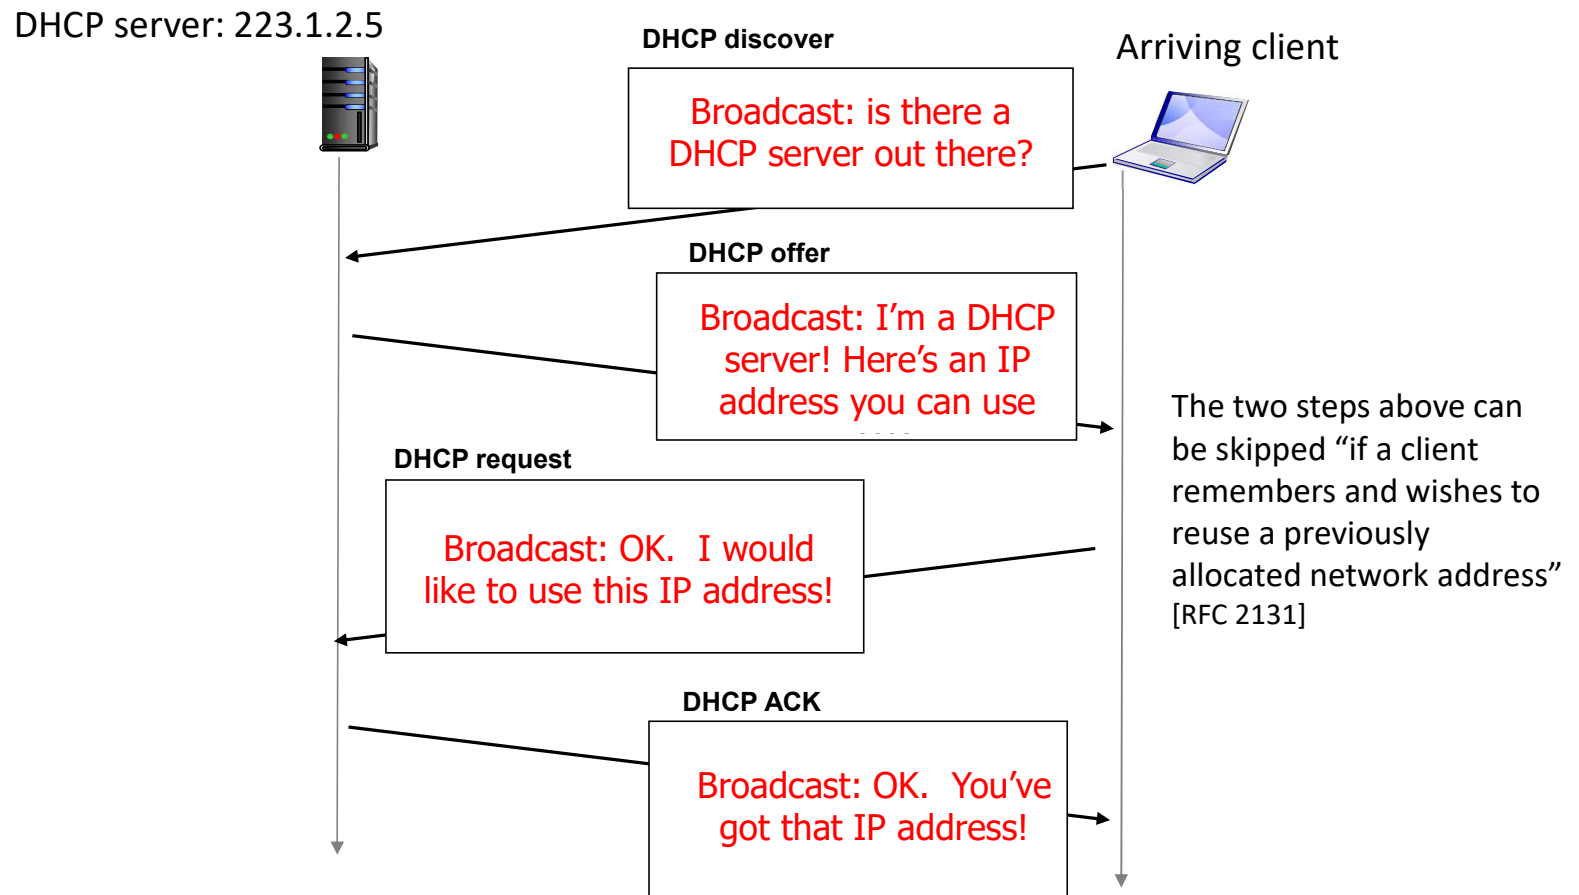 DHCP server: 223.1.2.5
DHCP discover
Arriving client
Broadcast: is there a
DHCP server out there?
DHCP offer
Broadcast: I’m a DHCP
server! Here’s an IP
address you can use
DHCP request
Broadcast: OK.  I would
like to use this IP address!
The two steps above can
be skipped “if a client
remembers and wishes to
reuse a previously
allocated network address”
[RFC 2131]
DHCP ACK
Broadcast: OK.  You’ve
got that IP address!